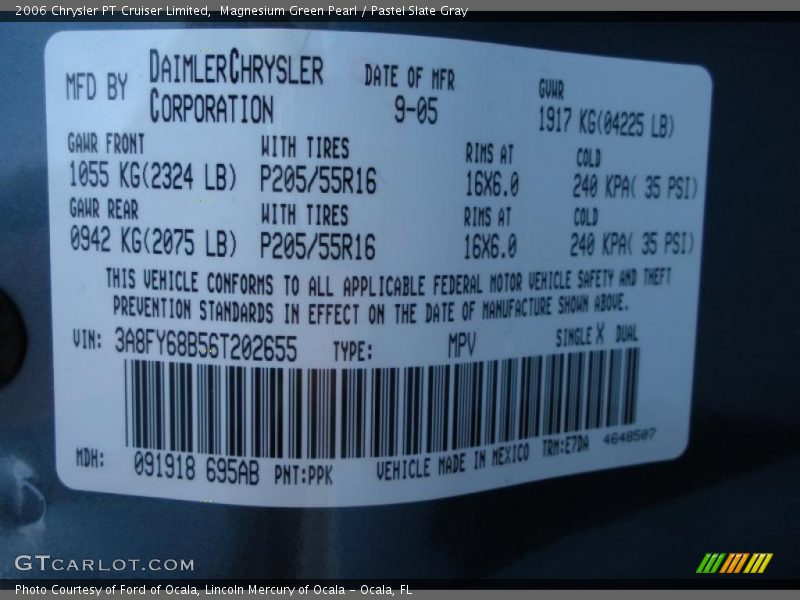 2006 Chrysler PT Cruiser Limited, Magnesium Green Pearl / Pastel Slate Gray
MFD BY DAIMLERCHRYSLER CORPORATION
DATE OF MFR 9-05
GVWR 1917 KG(04225 LB)
GAWR FRONT WITH TIRES RIMS AT COLD
1055 KG(2324 LB) P205/55R16 16X6.0 240 KPA( 35 PSI)
GAWR REAR WITH TIRES RIMS AT COLD
0942 KG(2075 LB) P205/55R16 16X6.0 240 KPA( 35 PSI)
THIS VEHICLE CONFORMS TO ALL APPLICABLE FEDERAL MOTOR VEHICLE SAFETY AND THEFT
PREVENTION STANDARDS IN EFFECT ON THE DATE OF MANUFACTURE SHOWN ABOVE.
VIN: 3A8FY68B56T202655 TYPE: MPV SINGLE X DUAL
MDH: 091918 695AB PNT:PPK VEHICLE MADE IN MEXICO TRM:E7DA 4648507
GTCARLOT.COM
Photo Courtesy of Ford of Ocala, Lincoln Mercury of Ocala - Ocala, FL